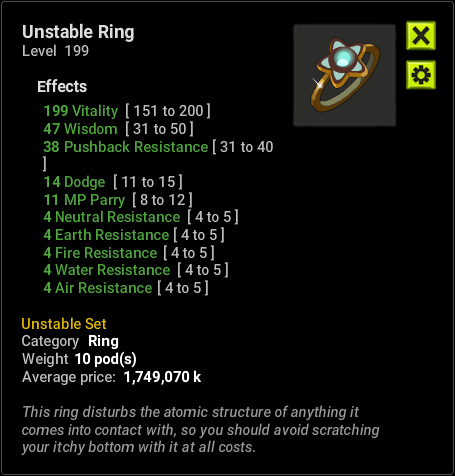 Unstable Ring
Level 199
Effects
199 Vitality [ 151 to 200 ]
47 Wisdom [ 31 to 50 ]
38 Pushback Resistance [ 31 to 40
]
14 Dodge [ 11 to 15 ]
11 MP Parry [ 8 to 12 ]
4 Neutral Resistance [ 4 to 5 ]
4 Earth Resistance [ 4 to 5 ]
4 Fire Resistance [ 4 to 5 ]
4 Water Resistance [ 4 to 5 ]
4 Air Resistance [ 4 to 5 ]
Unstable Set
Category Ring
Weight 10 pod(s)
Average price: 1,749,070 k
This ring disturbs the atomic structure of anything it
comes into contact with, so you should avoid scratching
your itchy bottom with it at all costs.